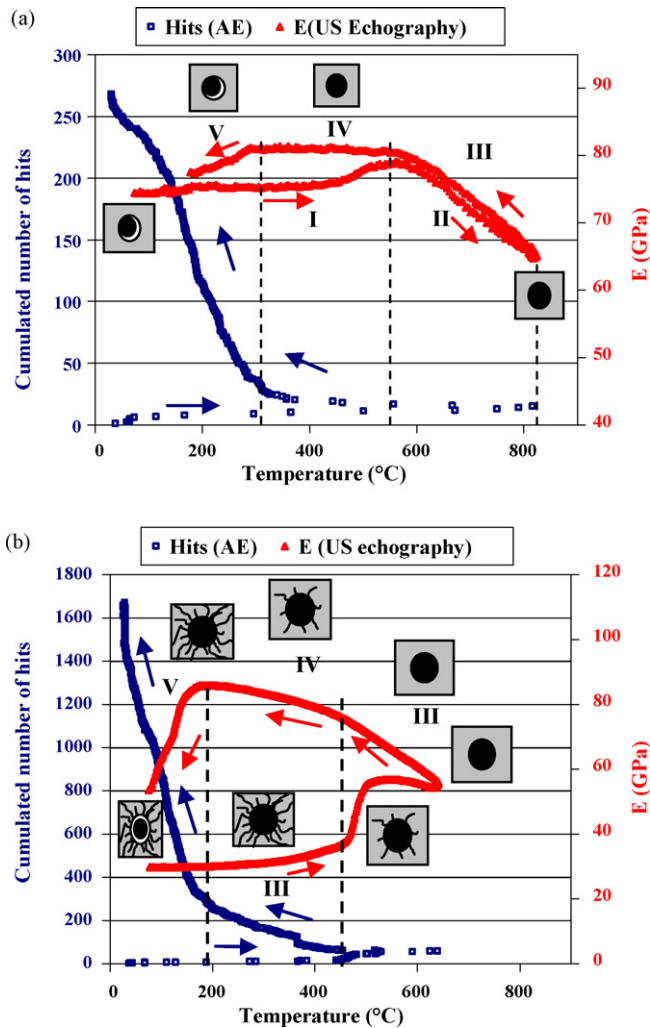 (a)
Hits (AE) E(US Echography)
300
250
200
150
100
50
0
Cumulated number of hits
90
80
70
60
50
40
E (GPa)
V
IV
III
I
II
0 200 400 600 800
Temperature (°C)
(b)
Hits (AE) E (US echography)
1800
1600
1400
1200
1000
800
600
400
200
0
Cumulated number of hits
120
100
80
60
40
20
0
E (GPa)
IV
V
III
III
0 200 400 600 800
Temperature (°C)